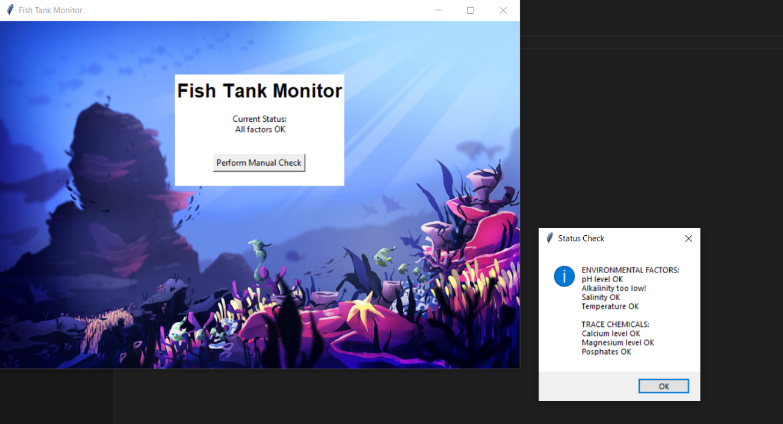 Fish Tank Monitor
Fish Tank Monitor
Current Status:
All factors OK
Perform Manual Check
Status Check
ENVIRONMENTAL FACTORS:
pH level OK
Alkalinity too low!
Salinity OK
Temperature OK
TRACE CHEMICALS:
Calcium level OK
Magnesium level OK
Posphates OK
OK